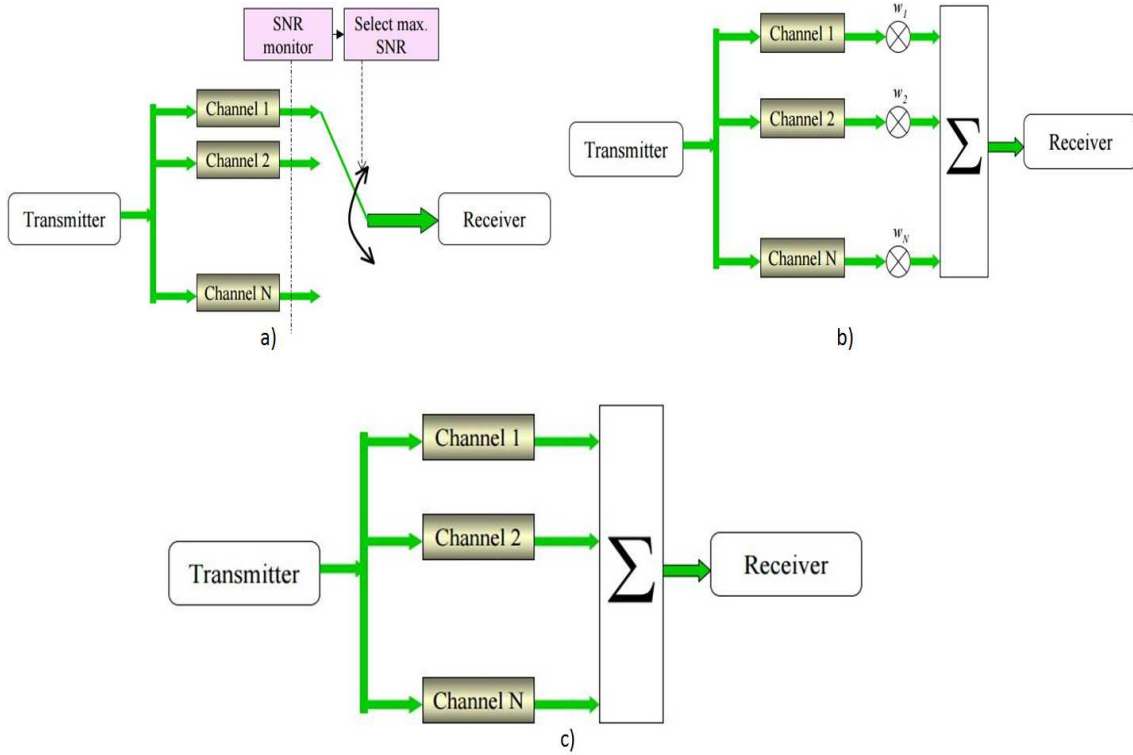 SNR
monitor
Select max.
SNR
Channel 1
Channel 2
Transmitter
Receiver
Channel N
a)
w1
Channel 1
w2
Channel 2
Transmitter
Σ
Receiver
wN
Channel N
b)
Channel 1
Channel 2
Transmitter
Σ
Receiver
Channel N
c)